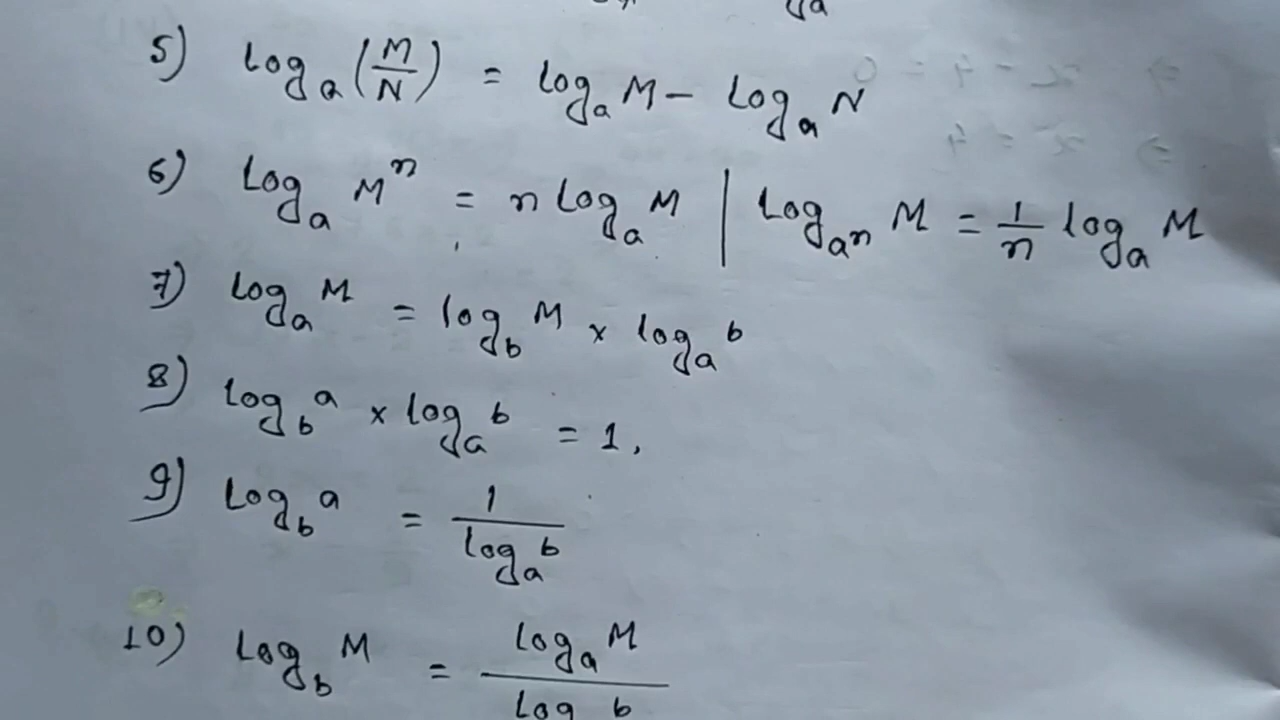 5) log_a (M/N) = log_a M - log_a N
6) log_a M^n = n log_a M | log_{a^n} M = 1/n log_a M
7) log_a M = log_b M × log_a b
8) log_b a × log_a b = 1,
9) log_b a = 1/log_a b
10) log_b M = log_a M / log b